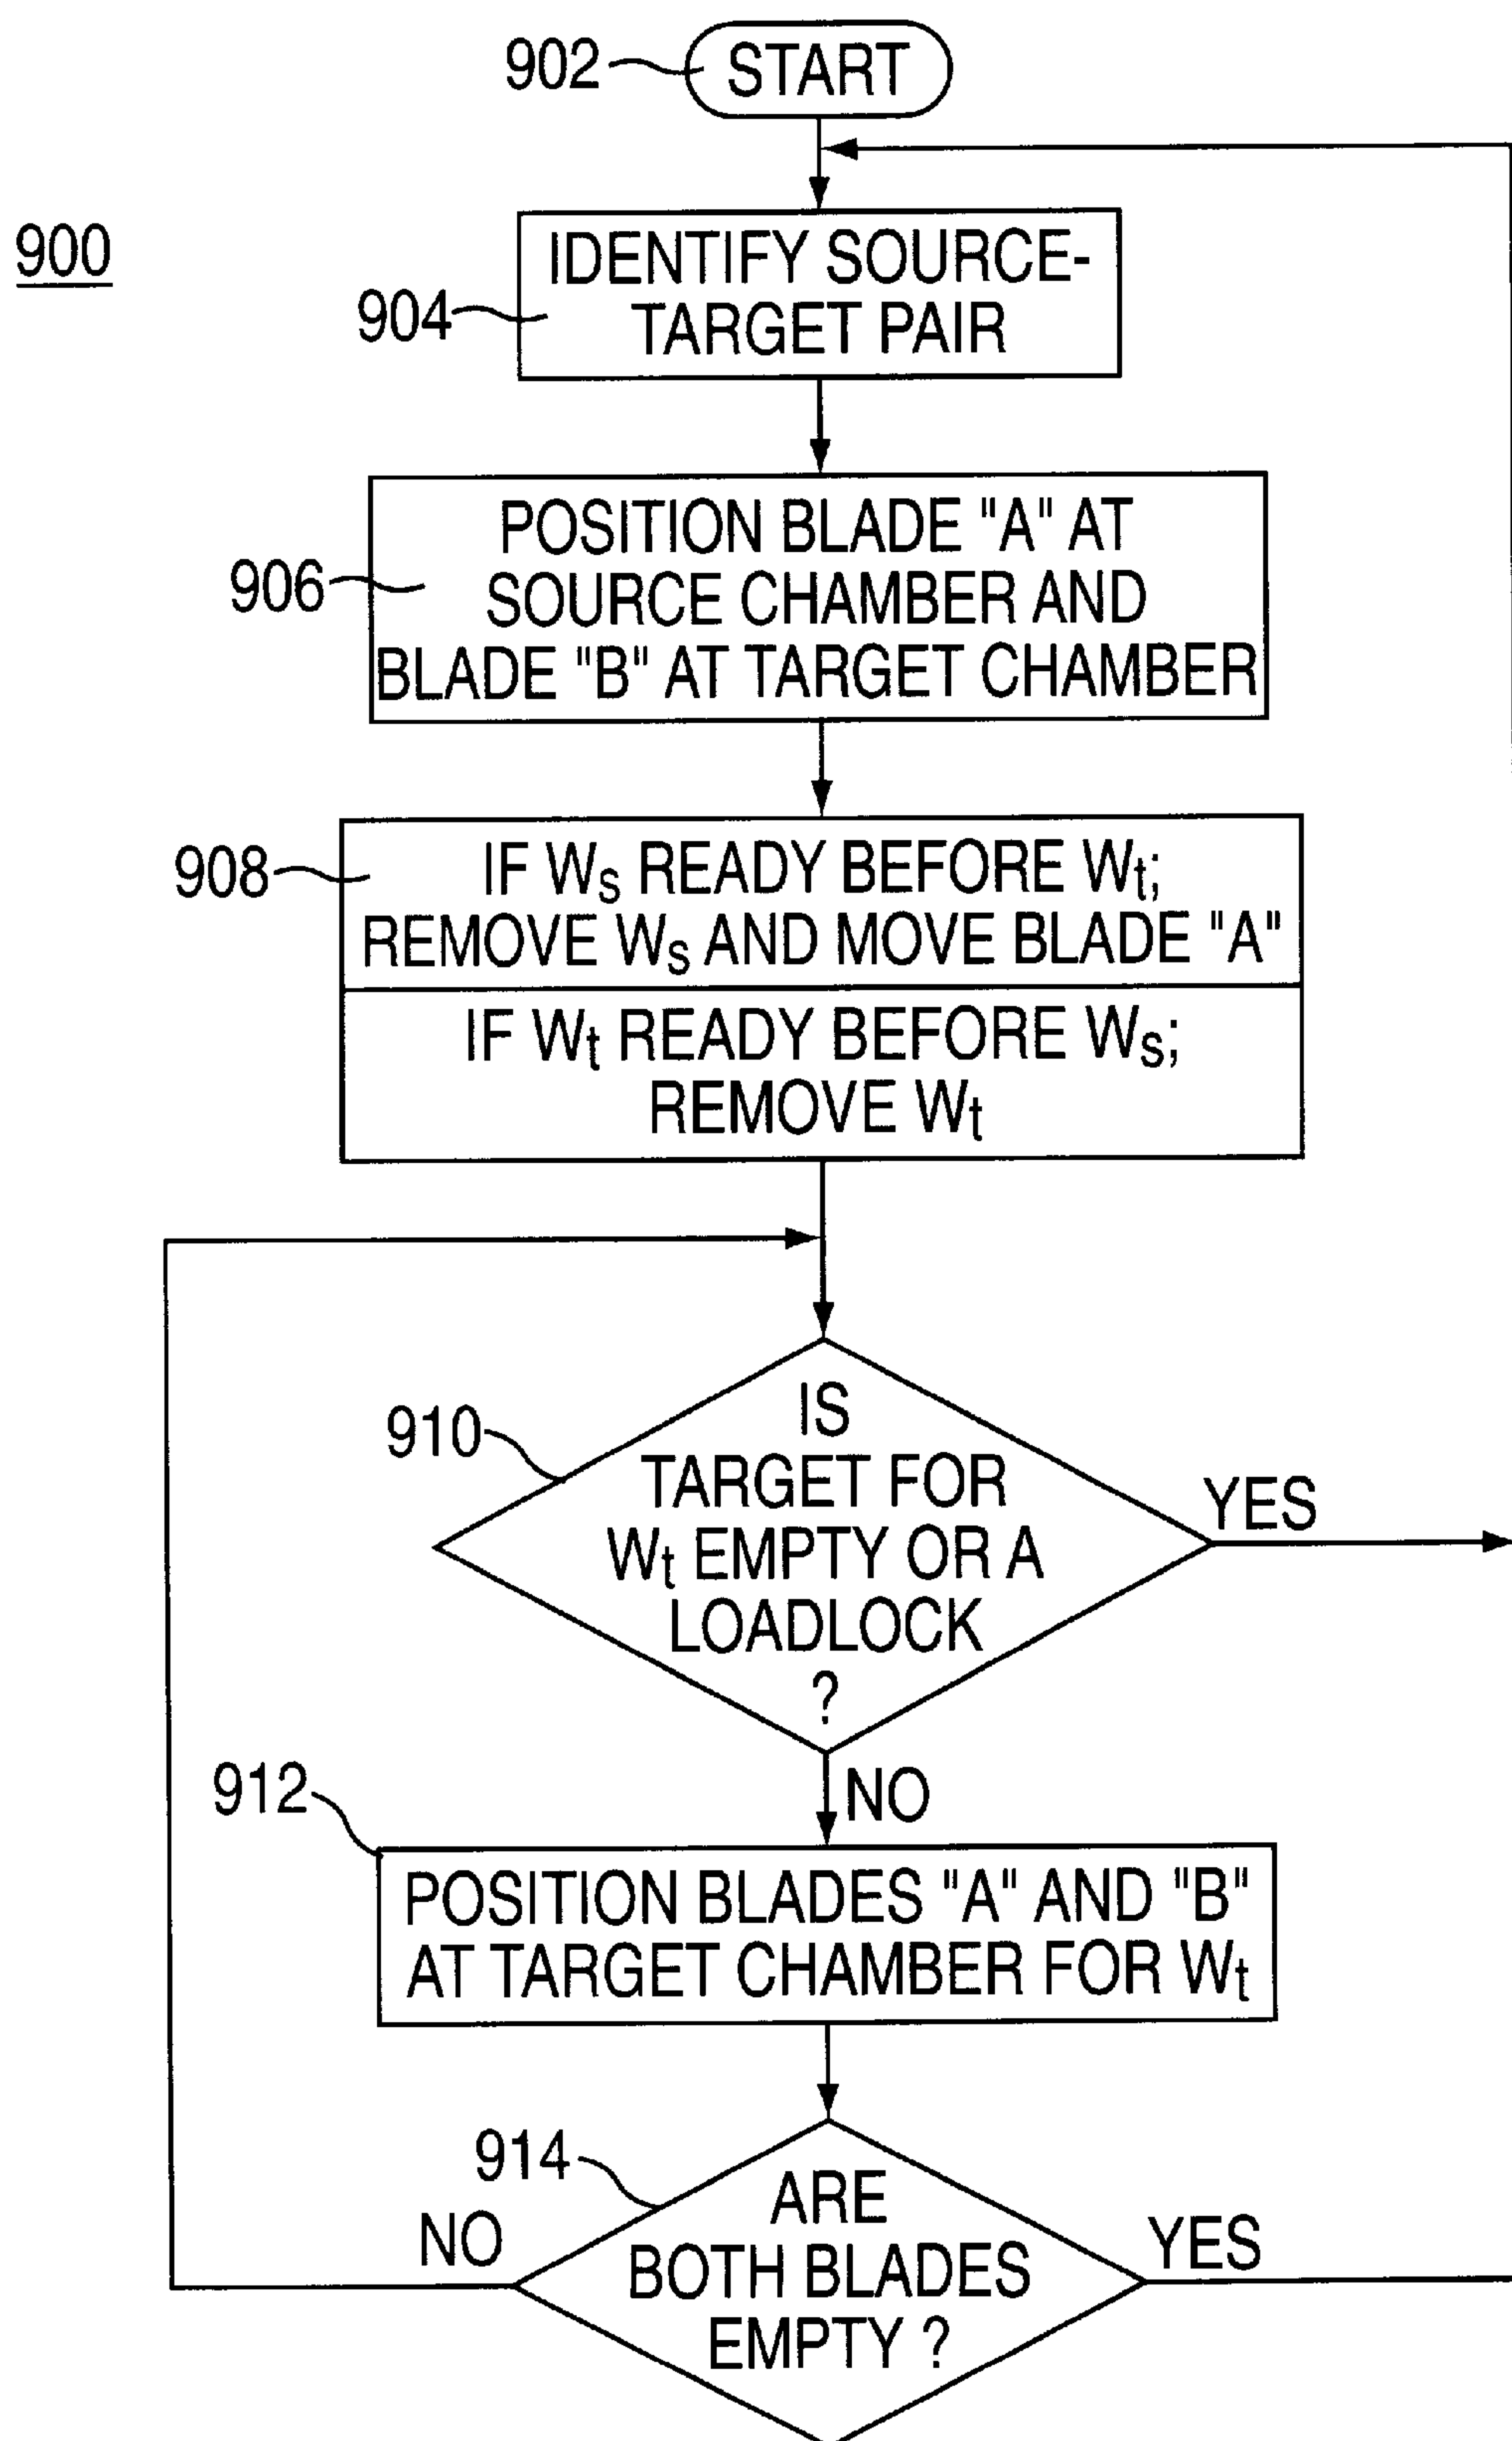 902
START
900
904
IDENTIFY SOURCE-
TARGET PAIR
906
POSITION BLADE "A" AT
SOURCE CHAMBER AND
BLADE "B" AT TARGET CHAMBER
908
IF Ws READY BEFORE Wt;
REMOVE Ws AND MOVE BLADE "A"
IF Wt READY BEFORE Ws;
REMOVE Wt
910
IS
TARGET FOR
Wt EMPTY OR A
LOADLOCK
?
YES
NO
912
POSITION BLADES "A" AND "B"
AT TARGET CHAMBER FOR Wt
914
ARE
BOTH BLADES
EMPTY ?
NO
YES